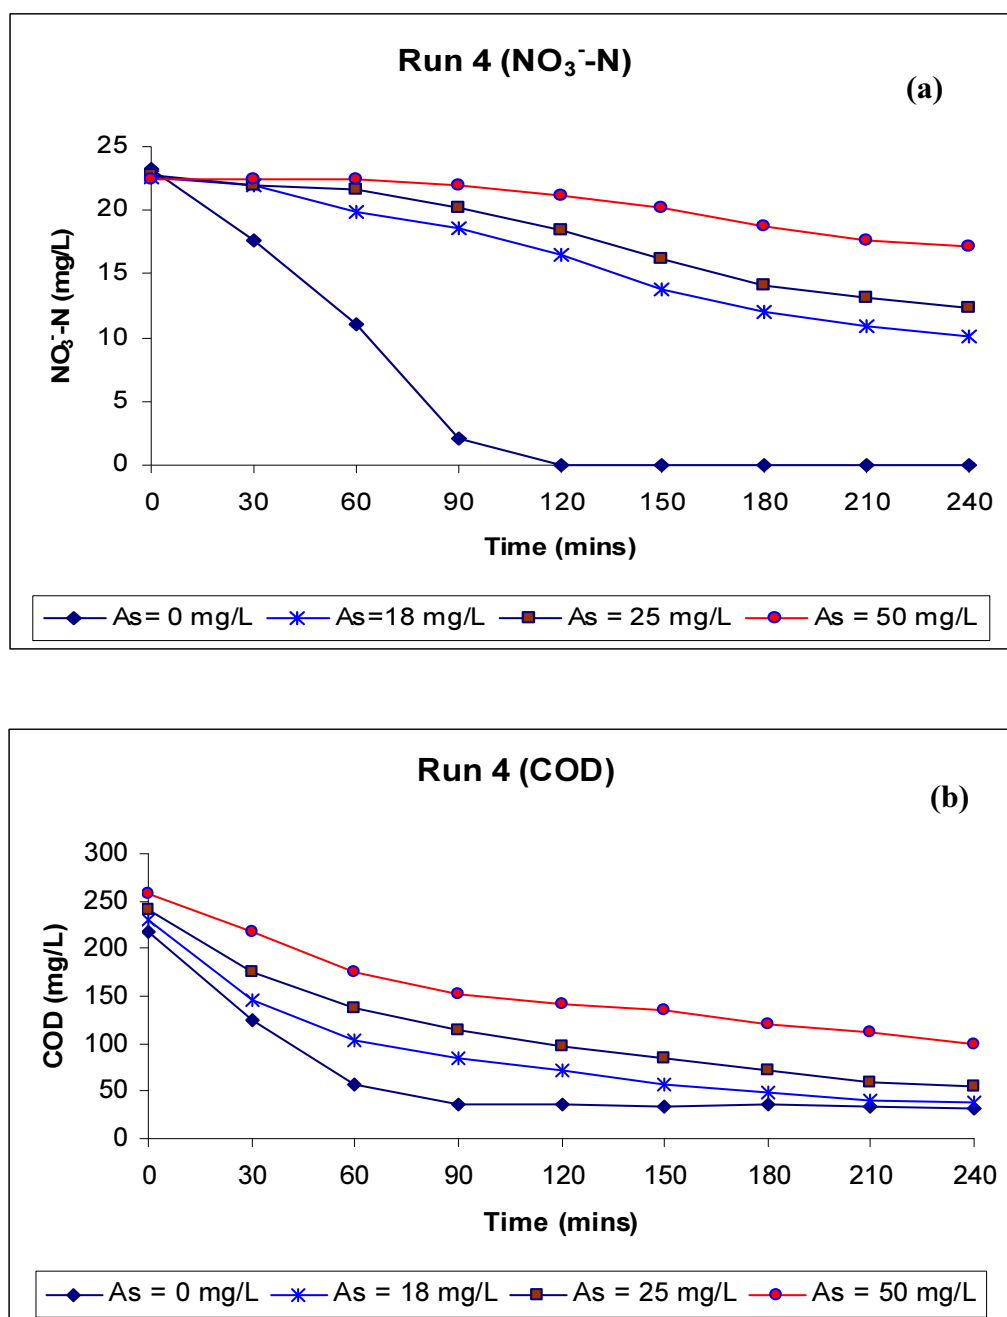 Run 4 (NO₃⁻-N)
(a)
NO₃⁻-N (mg/L)
25
20
15
10
5
0
0 30 60 90 120 150 180 210 240
Time (mins)
As= 0 mg/L As=18 mg/L As = 25 mg/L As = 50 mg/L
Run 4 (COD)
(b)
COD (mg/L)
300
250
200
150
100
50
0
0 30 60 90 120 150 180 210 240
Time (mins)
As = 0 mg/L As = 18 mg/L As = 25 mg/L As = 50 mg/L